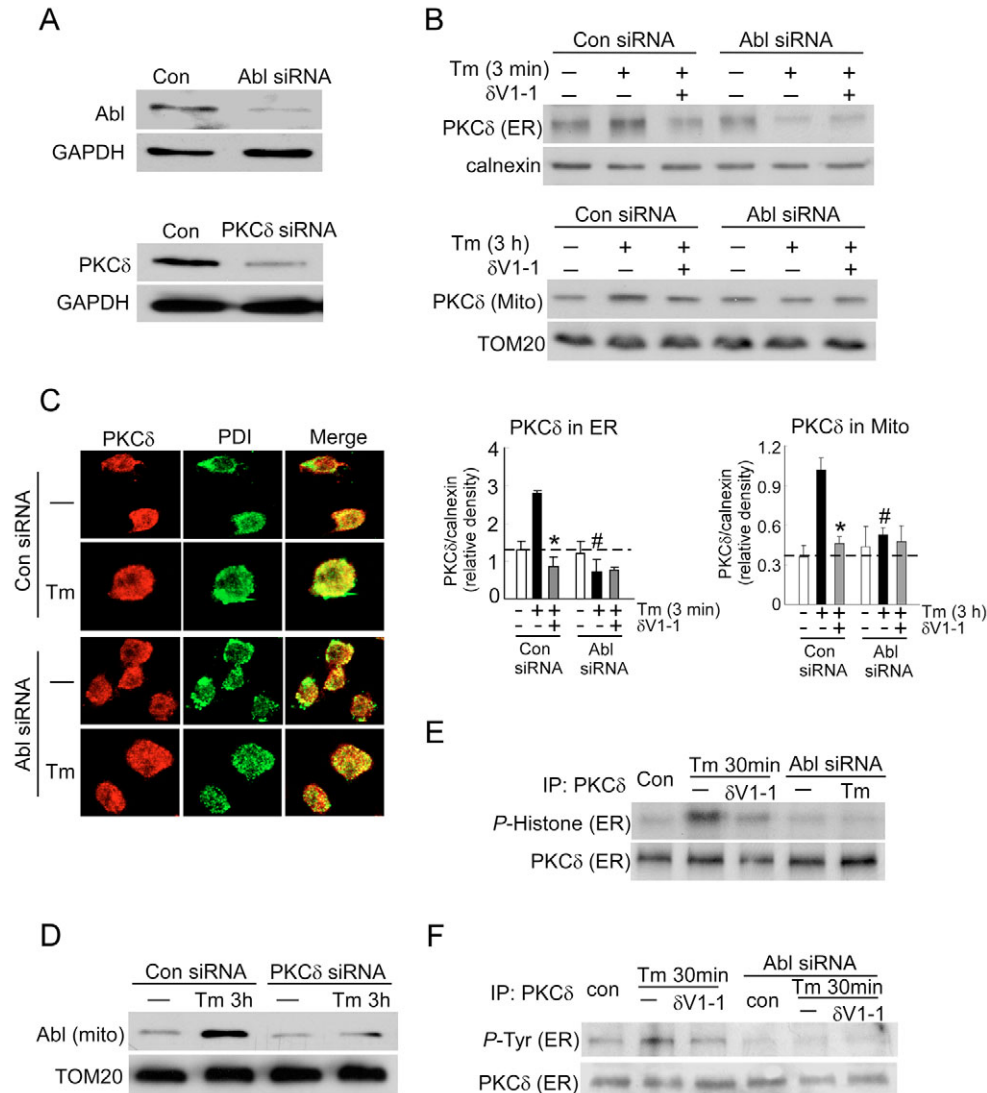 A
Con Abl siRNA
Abl
GAPDH
Con PKCδ siRNA
PKCδ
GAPDH
B
Con siRNA Abl siRNA
Tm (3 min) – + + – + +
δV1-1 – – + – – +
PKCδ (ER)
calnexin
Con siRNA Abl siRNA
Tm (3 h) – + + – + +
δV1-1 – – + – – +
PKCδ (Mito)
TOM20
PKCδ in ER
PKCδ/calnexin
(relative density)
4
3
2
1
0
* #
- + + - + + Tm (3 min)
- - + - - + δV1-1
Con siRNA Abl siRNA
PKCδ in Mito
PKCδ/calnexin
(relative density)
1.2
0.9
0.6
0.3
0
* #
- + + - + + Tm (3 h)
- - + - - + δV1-1
Con siRNA Abl siRNA
C
PKCδ PDI Merge
Con siRNA
—
Tm
Abl siRNA
—
Tm
D
Con siRNA PKCδ siRNA
— Tm 3h — Tm 3h
Abl (mito)
TOM20
E
IP: PKCδ Con Tm 30min Abl siRNA
— δV1-1 — Tm
P-Histone (ER)
PKCδ (ER)
F
Abl siRNA
IP: PKCδ con Tm 30min con Tm 30min
— δV1-1 — δV1-1
P-Tyr (ER)
PKCδ (ER)